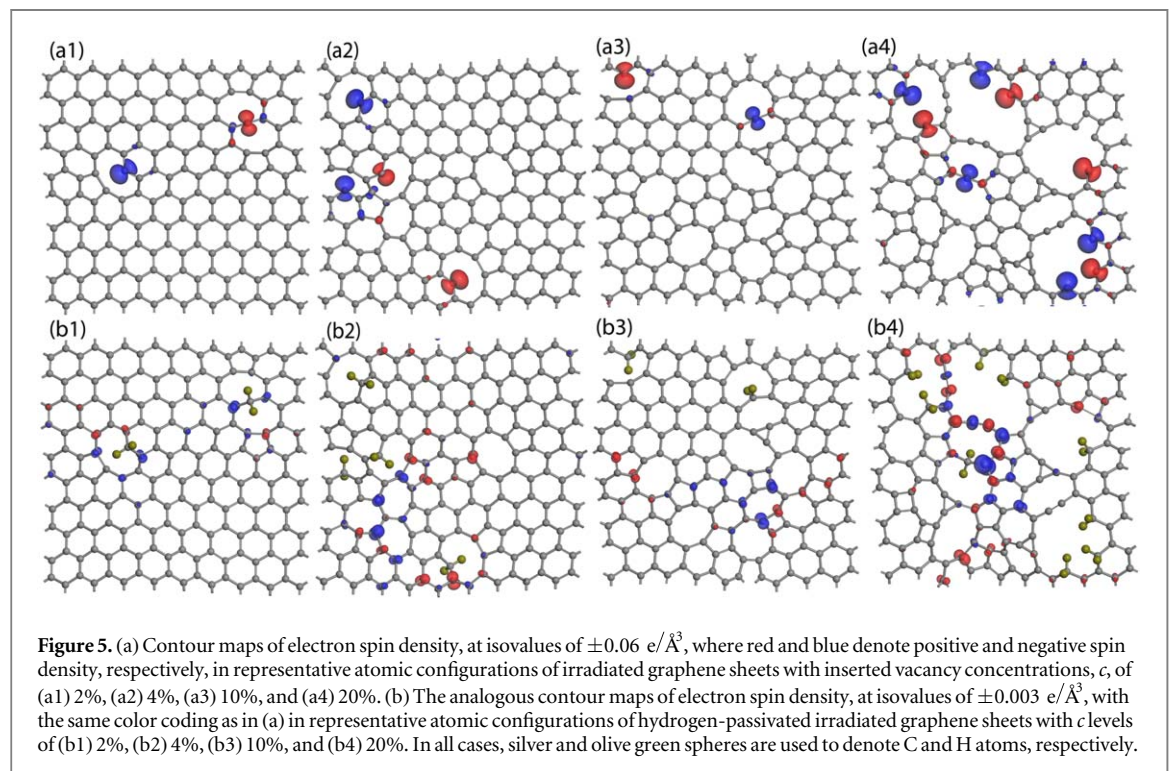 (a1)
(a2)
(a3)
(a4)
(b1)
(b2)
(b3)
(b4)
Figure 5. (a) Contour maps of electron spin density, at isovalues of ±0.06 e/Å³, where red and blue denote positive and negative spin
density, respectively, in representative atomic configurations of irradiated graphene sheets with inserted vacancy concentrations, c, of
(a1) 2%, (a2) 4%, (a3) 10%, and (a4) 20%. (b) The analogous contour maps of electron spin density, at isovalues of ±0.003 e/Å³, with
the same color coding as in (a) in representative atomic configurations of hydrogen-passivated irradiated graphene sheets with c levels
of (b1) 2%, (b2) 4%, (b3) 10%, and (b4) 20%. In all cases, silver and olive green spheres are used to denote C and H atoms, respectively.